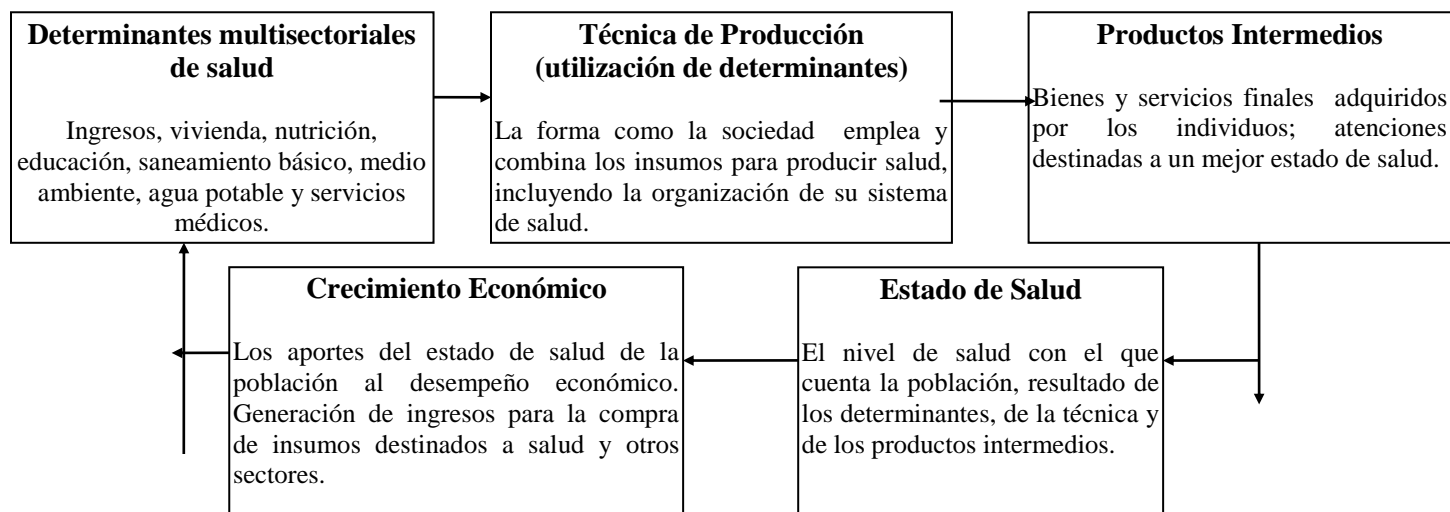 Determinantes multisectoriales
de salud
Ingresos, vivienda, nutrición,
educación, saneamiento básico, medio
ambiente, agua potable y servicios
médicos.
Técnica de Producción
(utilización de determinantes)
La forma como la sociedad emplea y
combina los insumos para producir salud,
incluyendo la organización de su sistema
de salud.
Productos Intermedios
Bienes y servicios finales adquiridos
por los individuos; atenciones
destinadas a un mejor estado de salud.
Crecimiento Económico
Los aportes del estado de salud de la
población al desempeño económico.
Generación de ingresos para la compra
de insumos destinados a salud y otros
sectores.
Estado de Salud
El nivel de salud con el que
cuenta la población, resultado de
los determinantes, de la técnica y
de los productos intermedios.